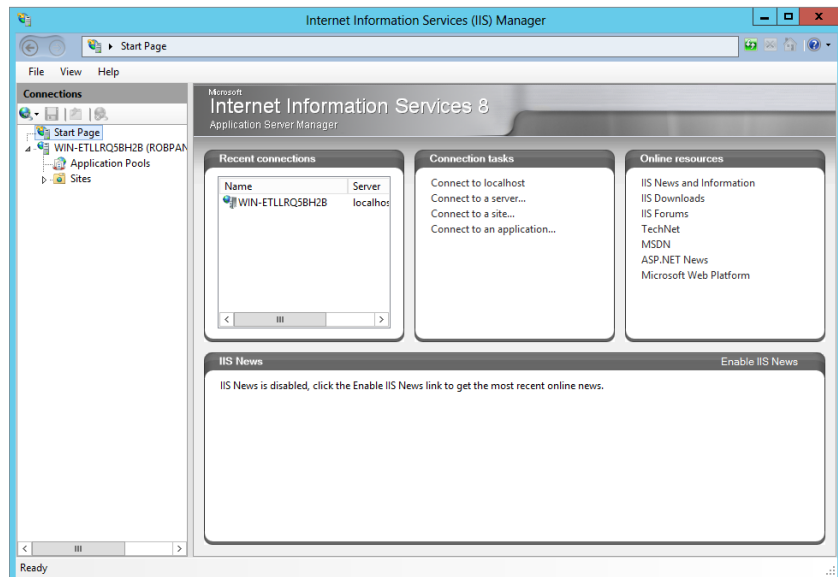 Internet Information Services (IIS) Manager
Start Page
File View Help
Connections
Start Page
WIN-ETLLRQ5BH2B (ROBPAN
Application Pools
Sites
Microsoft
Internet Information Services 8
Application Server Manager
Recent connections
Name Server
WIN-ETLLRQ5BH2B localhos
Connection tasks
Connect to localhost
Connect to a server...
Connect to a site...
Connect to an application...
Online resources
IIS News and Information
IIS Downloads
IIS Forums
TechNet
MSDN
ASP.NET News
Microsoft Web Platform
IIS News Enable IIS News
IIS News is disabled, click the Enable IIS News link to get the most recent online news.
Ready